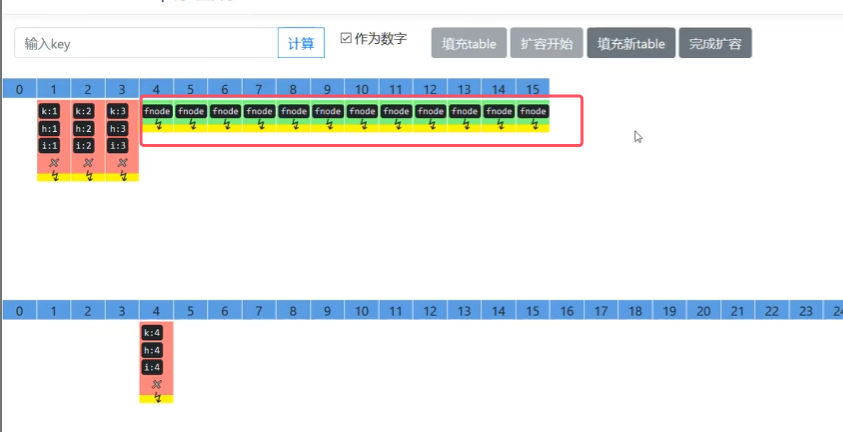 输入key 计算 作为数字 填充table 扩容开始 填充新table 完成扩容
0 1 2 3 4 5 6 7 8 9 10 11 12 13 14 15
k:1 k:2 k:3 fnode fnode fnode fnode fnode fnode fnode fnode fnode fnode fnode fnode
h:1 h:2 h:3
i:1 i:2 i:3
0 1 2 3 4 5 6 7 8 9 10 11 12 13 14 15 16 17 18 19 20 21 22 23
k:4
h:4
i:4